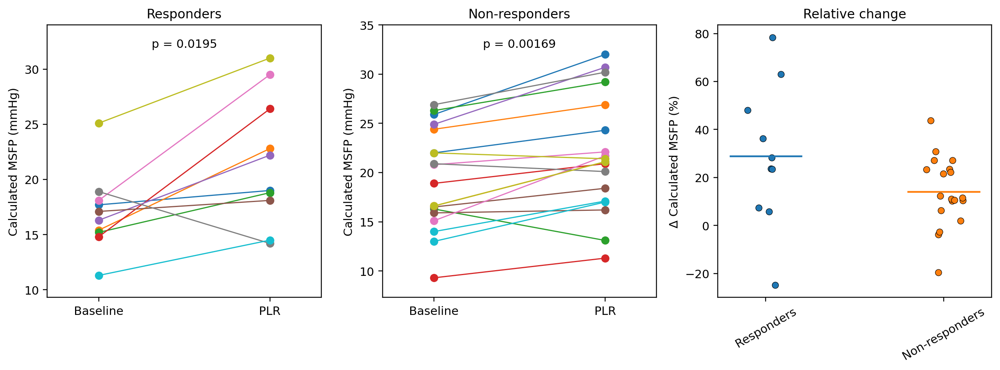 Responders
p = 0.0195
Calculated MSFP (mmHg)
30
25
20
15
10
Baseline
PLR
Non-responders
p = 0.00169
Calculated MSFP (mmHg)
35
30
25
20
15
10
Baseline
PLR
Relative change
Δ Calculated MSFP (%)
80
60
40
20
0
−20
Responders
Non-responders